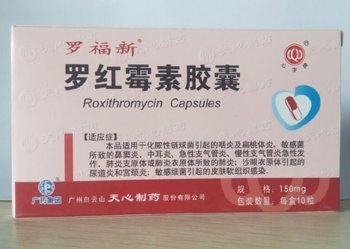 罗福新
罗红霉素胶囊
Roxithromycin Capsules
【适应症】
本品适用于化脓性链球菌引起的咽炎及扁桃体炎，敏感菌
所致的鼻窦炎、中耳炎、急性支气管炎、慢性支气管炎急性发
作，肺炎支原体或肺炎衣原体所致的肺炎；沙眼衣原体引起的
尿道炎和宫颈炎；敏感细菌引起的皮肤软组织感染。
广药集团
广州白云山 天心制药 股份有限公司
规格：150mg
包装数量：每盒10粒